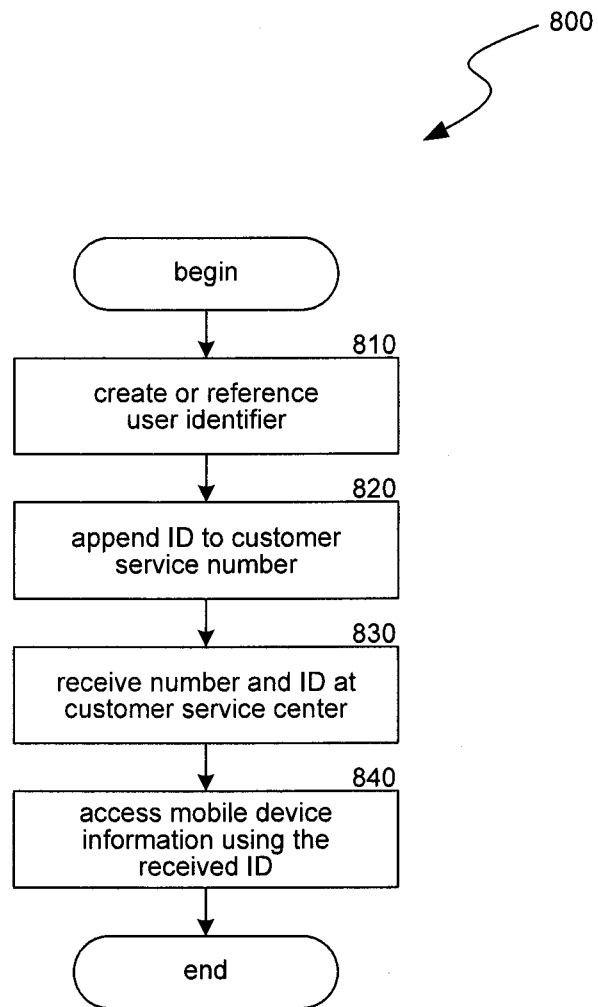 800
begin
810
create or reference
user identifier
820
append ID to customer
service number
830
receive number and ID at
customer service center
840
access mobile device
information using the
received ID
end